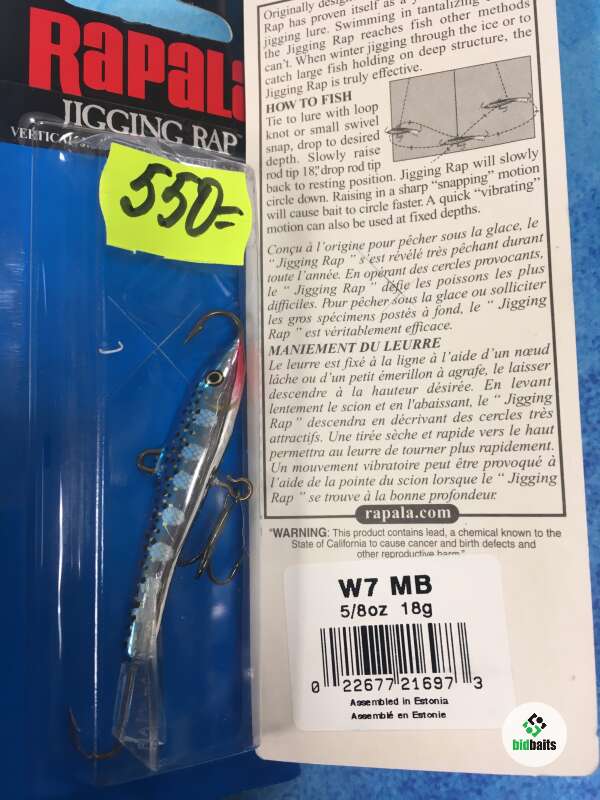 Rapala
JIGGING RAP
550=
Originally
Rap has proven itself as a
jigging lure. Swimming in tantalizing
the Jigging Rap reaches fish other methods
can't. When winter jigging through the ice or to
catch large fish holding on deep structure, the
Jigging Rap is truly effective.
HOW TO FISH
Tie to lure with loop
knot or small swivel
snap, drop to desired
depth. Slowly raise
rod tip 18", drop rod tip
back to resting position. Jigging Rap will slowly
circle down. Raising in a sharp “snapping” motion
will cause bait to circle faster. A quick “vibrating”
motion can also be used at fixed depths.
Conçu à l'origine pour pêcher sous la glace, le
“ Jigging Rap ” s'est révélé très pêchant durant
toute l'année. En opérant des cercles provocants,
le “ Jigging Rap ” défie les poissons les plus
difficiles. Pour pêcher sous la glace ou solliciter
les gros spécimens postés à fond, le “ Jigging
Rap ” est véritablement efficace.
MANIEMENT DU LEURRE
Le leurre est fixé à la ligne à l'aide d'un nœud
lâche ou d'un petit émerillon à agrafe, le laisser
descendre à la hauteur désirée. En levant
lentement le scion et en l'abaissant, le “ Jigging
Rap ” descendra en décrivant des cercles très
attractifs. Une tirée sèche et rapide vers le haut
permettra au leurre de tourner plus rapidement.
Un mouvement vibratoire peut être provoqué à
l'aide de la pointe du scion lorsque le “ Jigging
Rap ” se trouve à la bonne profondeur.
rapala.com
"WARNING: This product contains lead, a chemical known to the
State of California to cause cancer and birth defects and
other reproductive harm."
W7 MB
5/8oz 18g
0 22677 21697 3
Assembled in Estonia
Assemblé en Estonie
bidbaits